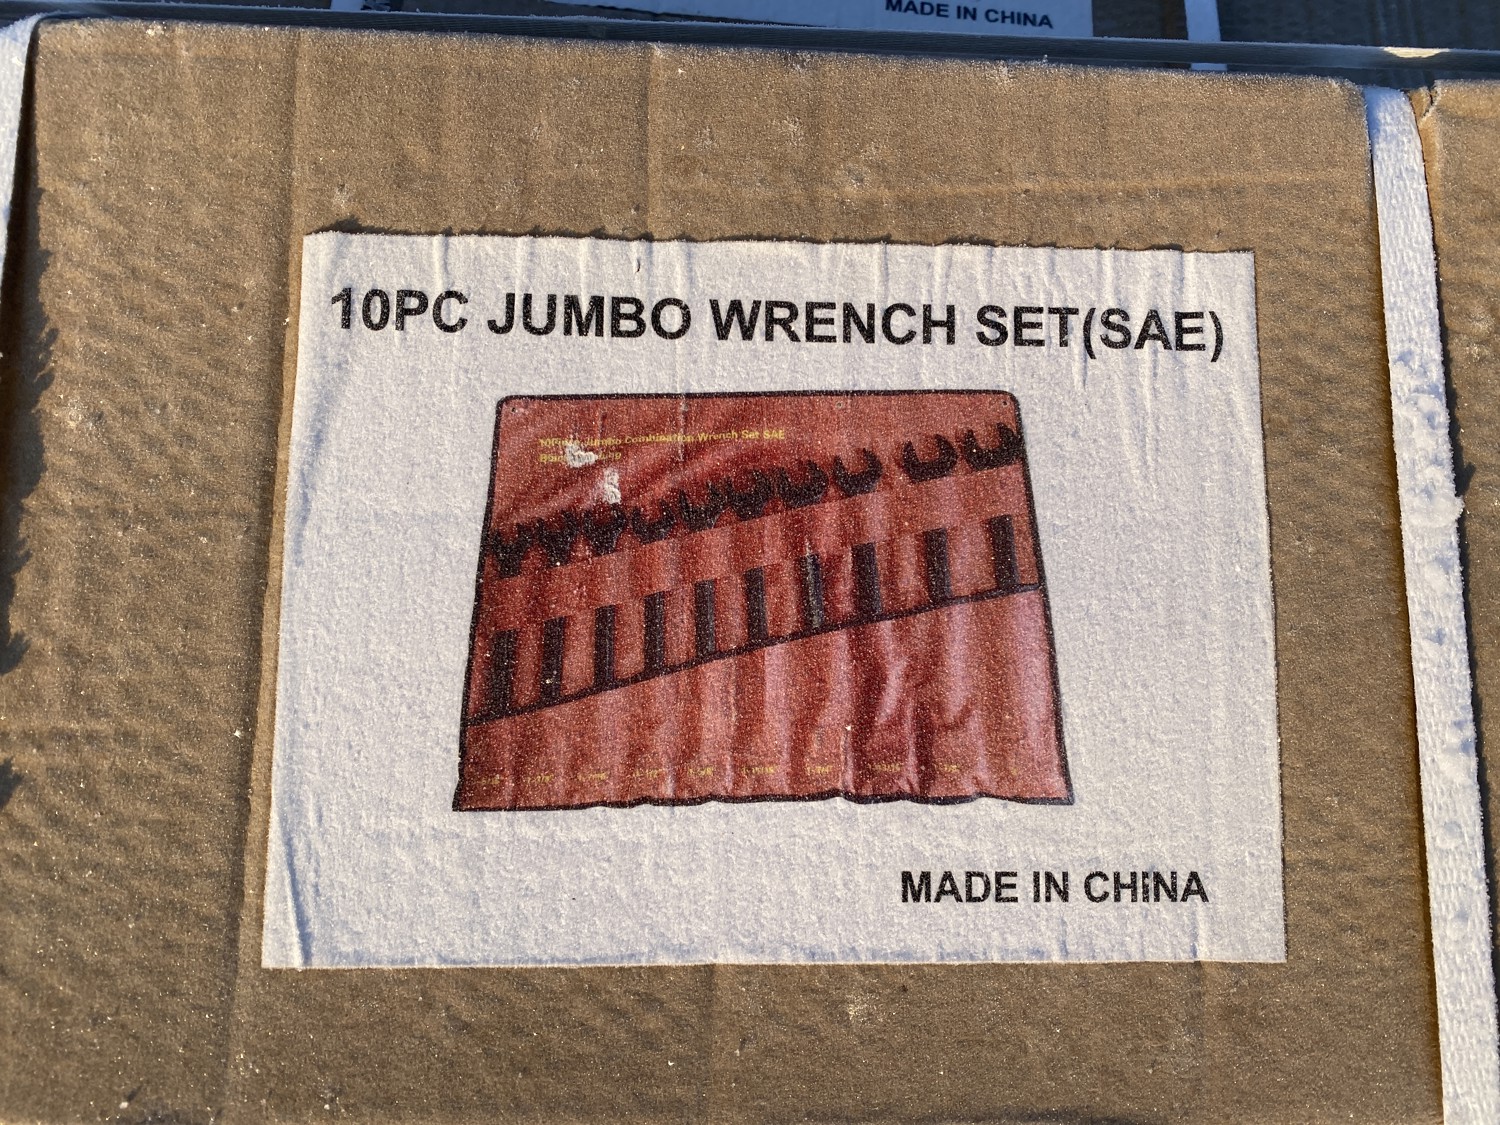 MADE IN CHINA
10PC JUMBO WRENCH SET(SAE)
Jumbo Combination Wrench Set SAE
MADE IN CHINA